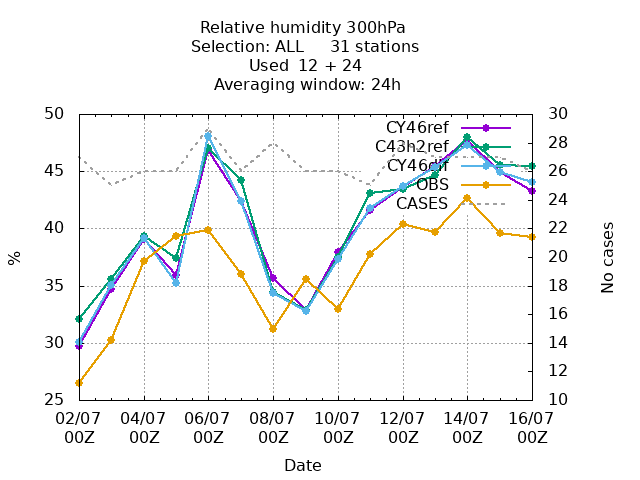 Relative humidity 300hPa
Selection: ALL 31 stations
Used 12 + 24
Averaging window: 24h
50 30
CY46ref
28
C43h2ref
45 CY46dif 26
OBS
24
CASES
40 22
% 20 No cases
35 18
16
30 14
12
25 10
02/07 04/07 06/07 08/07 10/07 12/07 14/07 16/07
00Z 00Z 00Z 00Z 00Z 00Z 00Z 00Z
Date